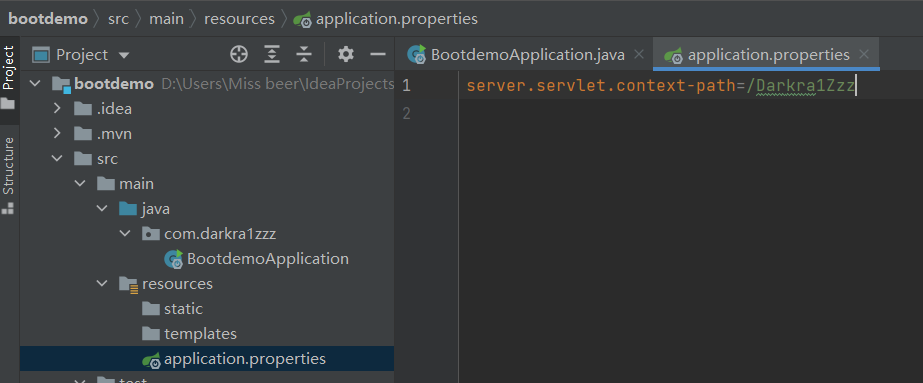 bootdemo src main resources application.properties
Project
Structure
Project
BootdemoApplication.java
application.properties
bootdemo D:\Users\Miss beer\IdeaProjects
.idea
.mvn
src
main
java
com.darkra1zzz
BootdemoApplication
resources
static
templates
application.properties
test
1 server.servlet.context-path=/Darkra1Zzz
2